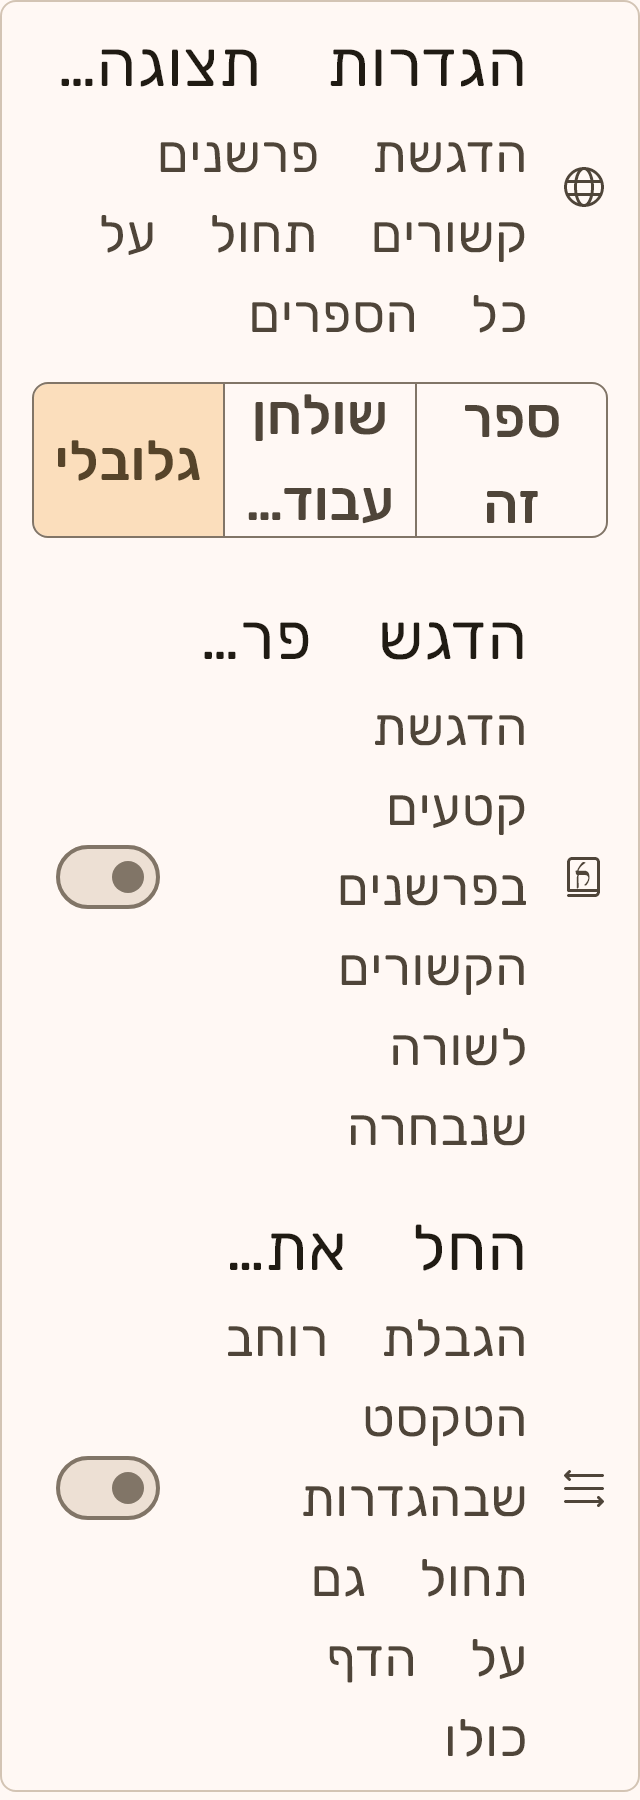 הגדרות תצוגה...
הדגשת פרשנים
קשורים תחול על
כל הספרים
ספר
זה
שולחן
עבוד...
גלובלי
הדגש פר...
הדגשת
קטעים
בפרשנים
הקשורים
לשורה
שנבחרה
החל את...
הגבלת רוחב
הטקסט
שבהגדרות
תחול גם
על הדף
כולו